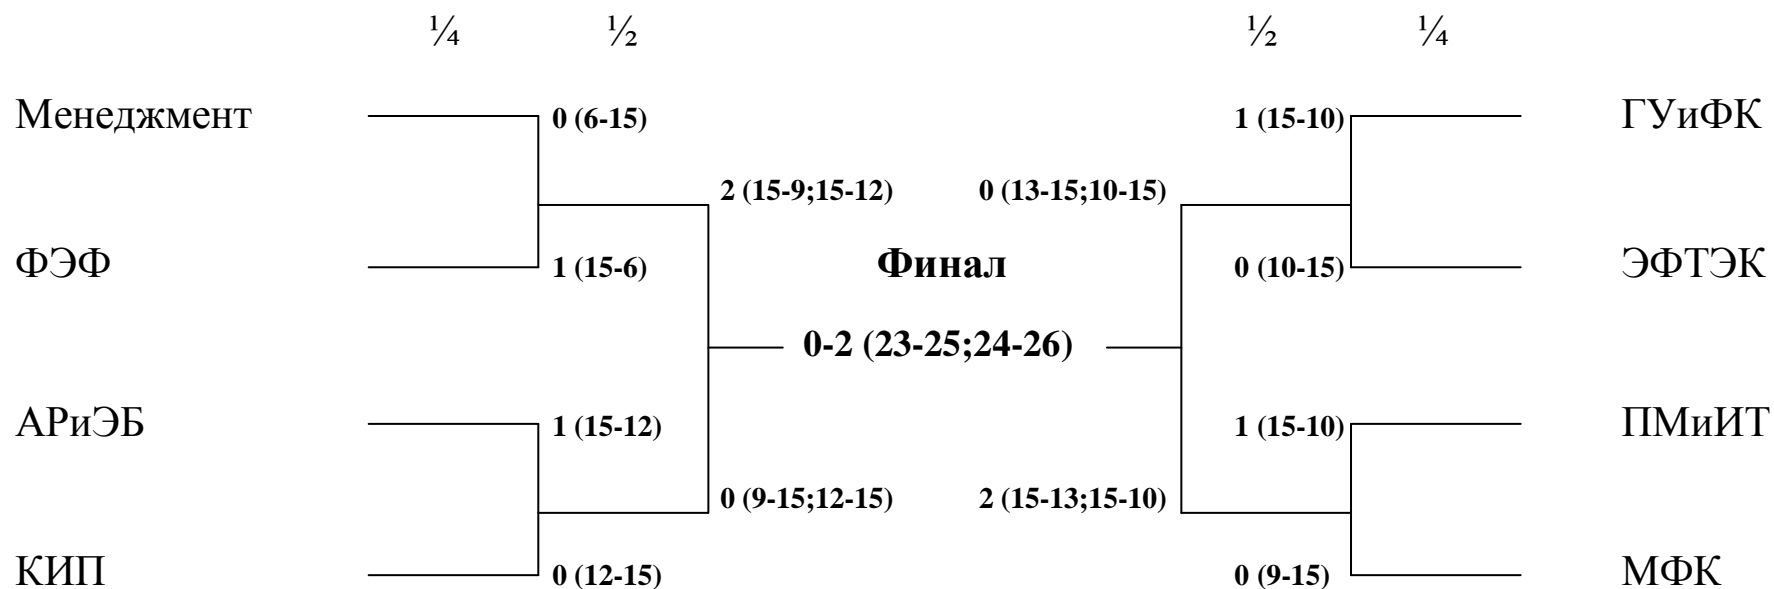 ¼ ½ ½ ¼
Менеджмент 0 (6-15) 1 (15-10) ГУиФК
2 (15-9;15-12) 0 (13-15;10-15)
ФЭФ 1 (15-6) Финал 0 (10-15) ЭФТЭК
0-2 (23-25;24-26)
АРиЭБ 1 (15-12) 1 (15-10) ПМиИТ
0 (9-15;12-15) 2 (15-13;15-10)
КИП 0 (12-15) 0 (9-15) МФК